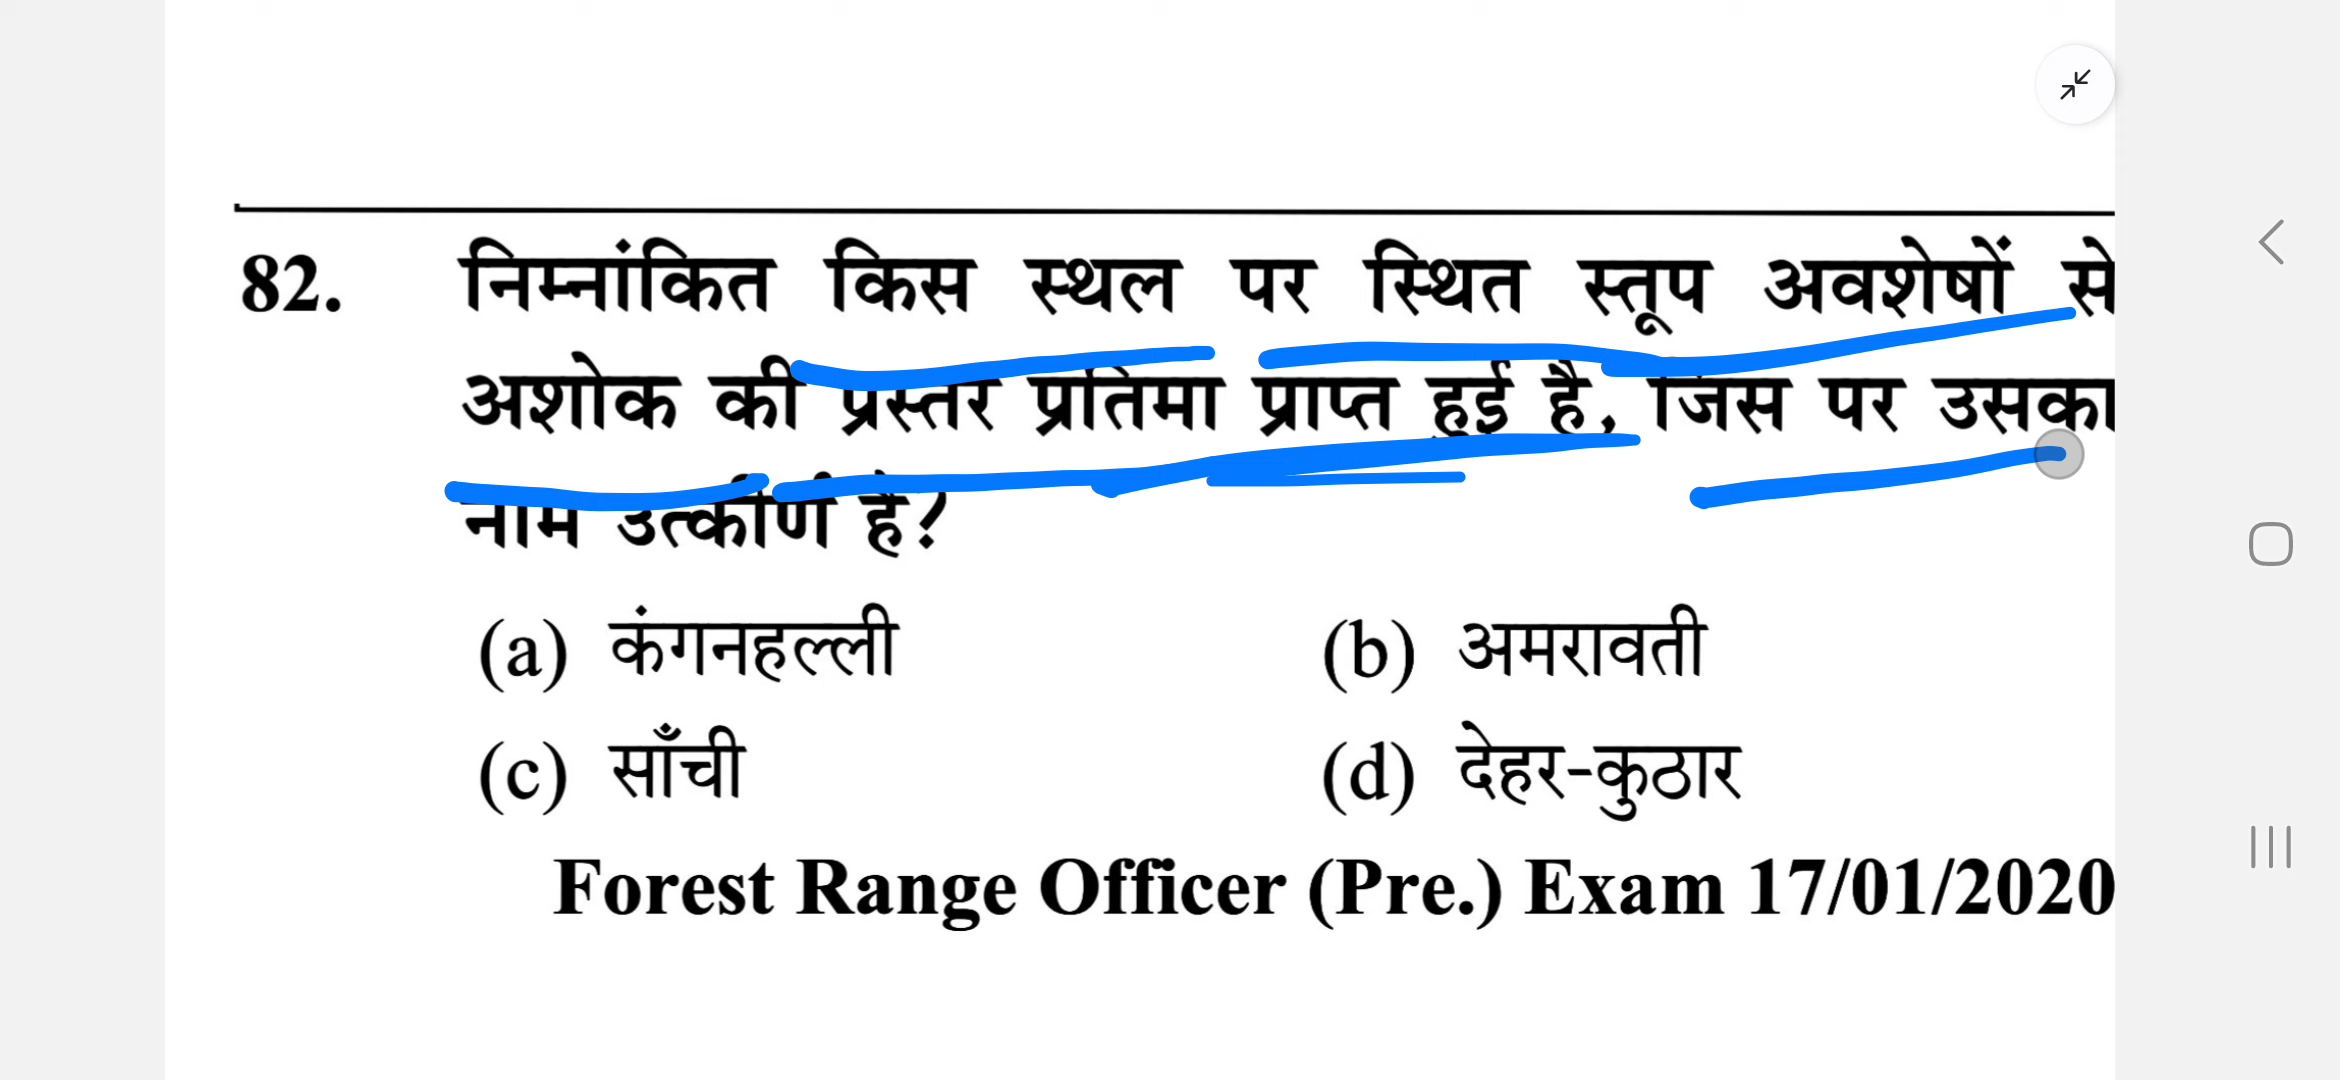 82. निम्नांकित किस स्थल पर स्थित स्तूप अवशेषों से
अशोक की प्रस्तर प्रतिमा प्राप्त हुई है, जिस पर उसका
नाम उत्कीर्ण है?
(a) कंगनहल्ली (b) अमरावती
(c) साँची (d) देहर-कुठार
Forest Range Officer (Pre.) Exam 17/01/2020